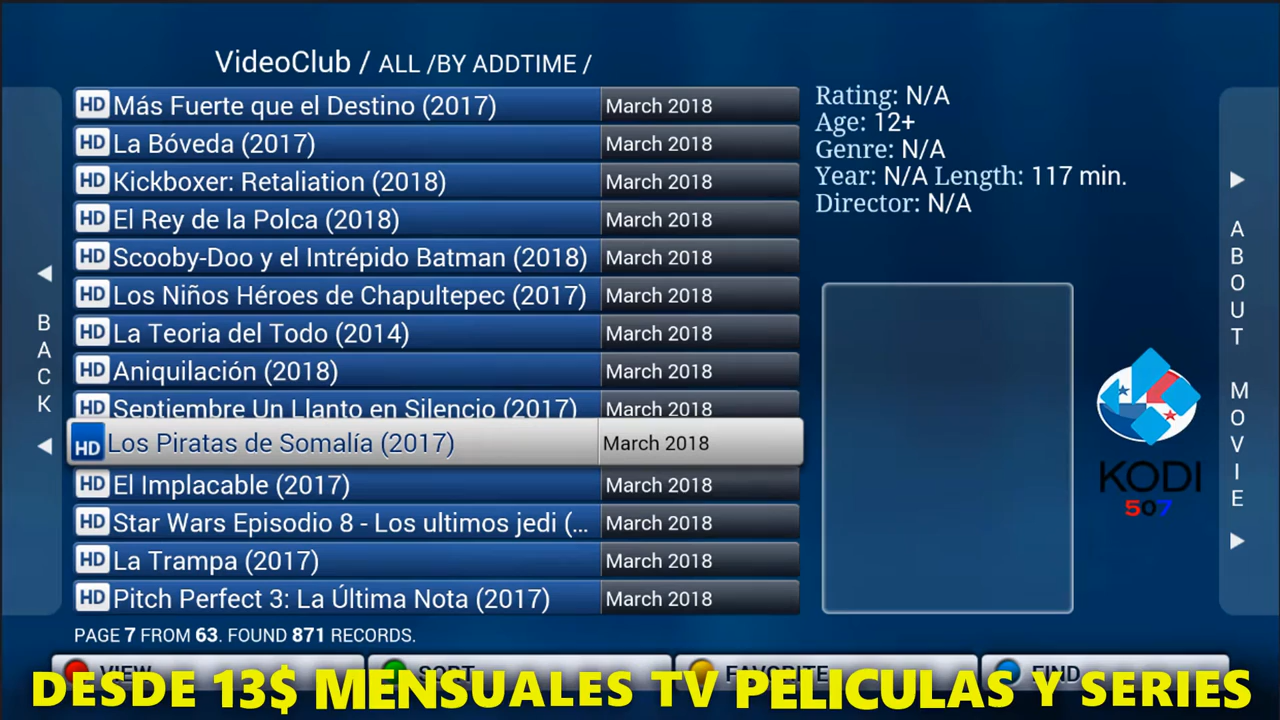 VideoClub / ALL /BY ADDTIME /
HD Más Fuerte que el Destino (2017) March 2018
HD La Bóveda (2017) March 2018
HD Kickboxer: Retaliation (2018) March 2018
HD El Rey de la Polca (2018) March 2018
HD Scooby-Doo y el Intrépido Batman (2018) March 2018
HD Los Niños Héroes de Chapultepec (2017) March 2018
HD La Teoria del Todo (2014) March 2018
HD Aniquilación (2018) March 2018
HD Septiembre Un Llanto en Silencio (2017) March 2018
HD Los Piratas de Somalía (2017) March 2018
HD El Implacable (2017) March 2018
HD Star Wars Episodio 8 - Los ultimos jedi (... March 2018
HD La Trampa (2017) March 2018
HD Pitch Perfect 3: La Última Nota (2017) March 2018
PAGE 7 FROM 63. FOUND 871 RECORDS.
Rating: N/A
Age: 12+
Genre: N/A
Year: N/A Length: 117 min.
Director: N/A
BACK
ABOUT MOVIE
KODI
507
VIEW SORT FAVORITE FIND
DESDE 13$ MENSUALES TV PELICULAS Y SERIES